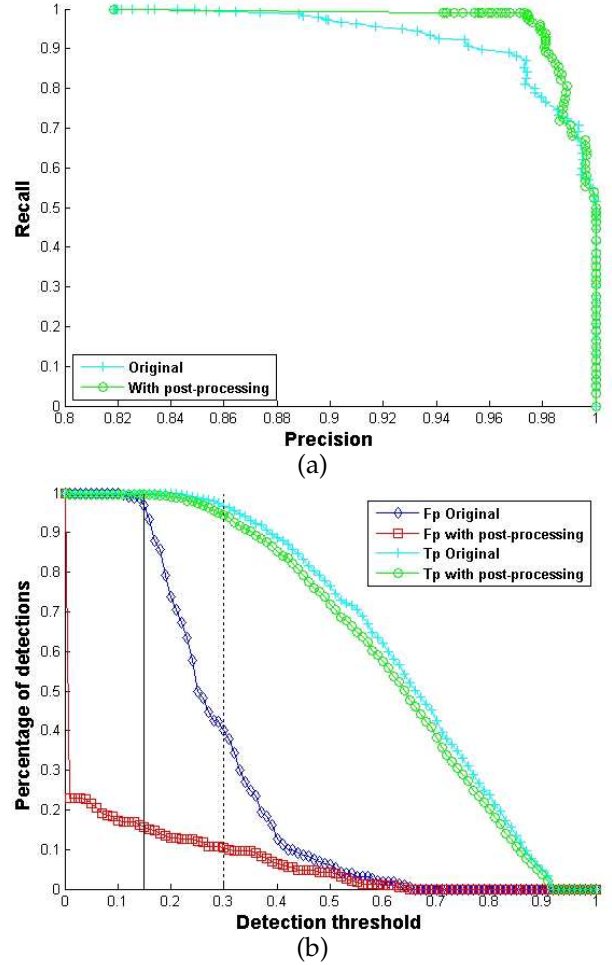 1
0.9
0.8
0.7
0.6
0.5
0.4
0.3
0.2
0.1
0
Recall
Original
With post-processing
0.8 0.82 0.84 0.86 0.88 0.9 0.92 0.94 0.96 0.98 1
Precision
(a)
1
0.9
0.8
0.7
0.6
0.5
0.4
0.3
0.2
0.1
0
Percentage of detections
Fp Original
Fp with post-processing
Tp Original
Tp with post-processing
0 0.1 0.2 0.3 0.4 0.5 0.6 0.7 0.8 0.9 1
Detection threshold
(b)